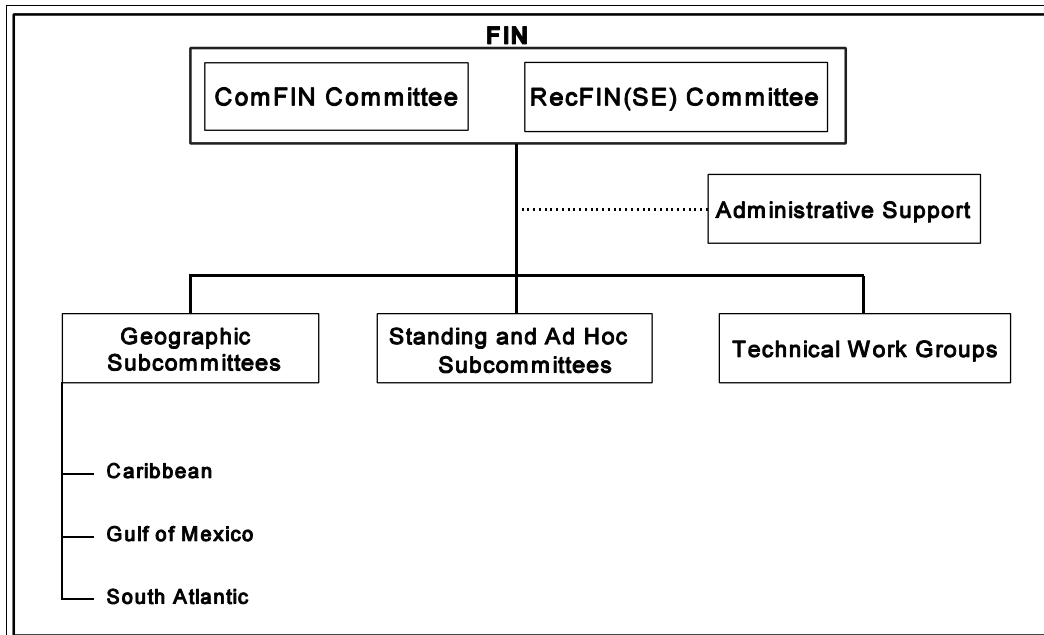 FIN
ComFIN Committee
RecFIN(SE) Committee
Administrative Support
Geographic
Subcommittees
Standing and Ad Hoc
Subcommittees
Technical Work Groups
Caribbean
Gulf of Mexico
South Atlantic